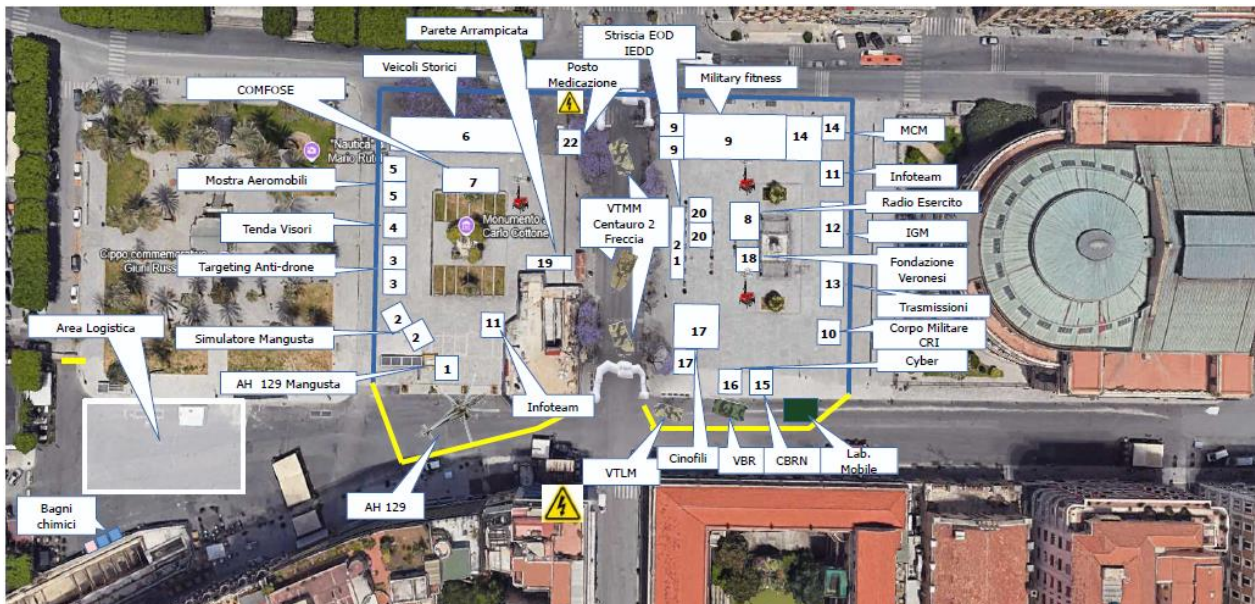 Parete Arrampicata
Striscia EOD
IEDD
Veicoli Storici
Posto
Medicazione
Military fitness
COMFOSE
6
22
9
9
9
14
14
MCM
"Nautica"
Mario Rut
5
5
7
11
Infoteam
Mostra Aeromobili
Monumento a
Carlo Cottone
VTMM
Centauro 2
Freccia
20
20
8
Radio Esercito
Tenda Visori
4
2
1
12
IGM
Cippo commemorativo
Giuni Russ
Targeting Anti-drone
3
3
19
18
Fondazione
Veronesi
13
Trasmissioni
Area Logistica
2
2
11
17
10
Corpo Militare
CRI
Simulatore Mangusta
17
Cyber
AH 129 Mangusta
1
16
15
Infoteam
VTLM
Cinofili
VBR
CBRN
Lab.
Mobile
AH 129
Bagni
chimici